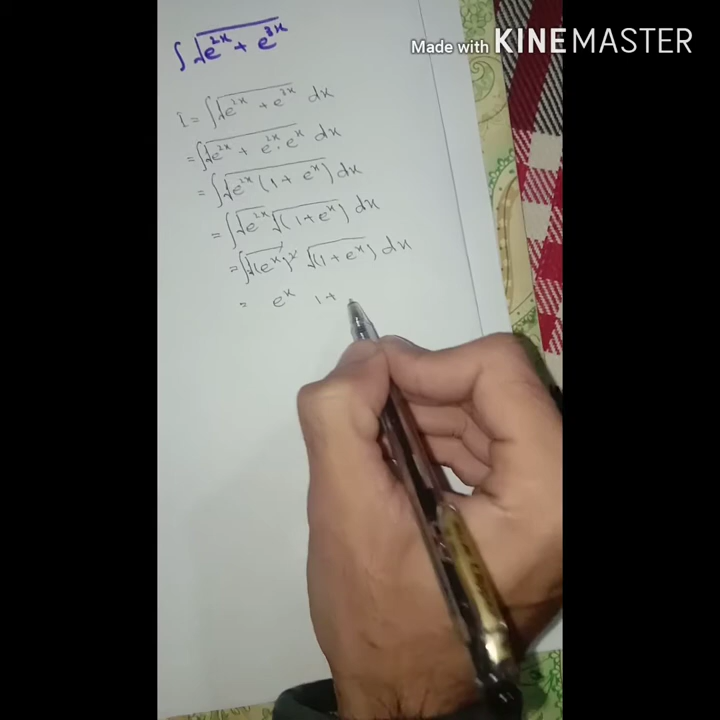 Made with KINEMASTER
∫√(e^2x + e^3x)
I = ∫√(e^2x + e^3x) dx
= ∫√(e^2x + e^2x · e^x) dx
= ∫√(e^2x (1 + e^x)) dx
= ∫√(e^2x) √(1 + e^x) dx
= ∫√((e^x)^2) √(1 + e^x) dx
= e^x 1 +